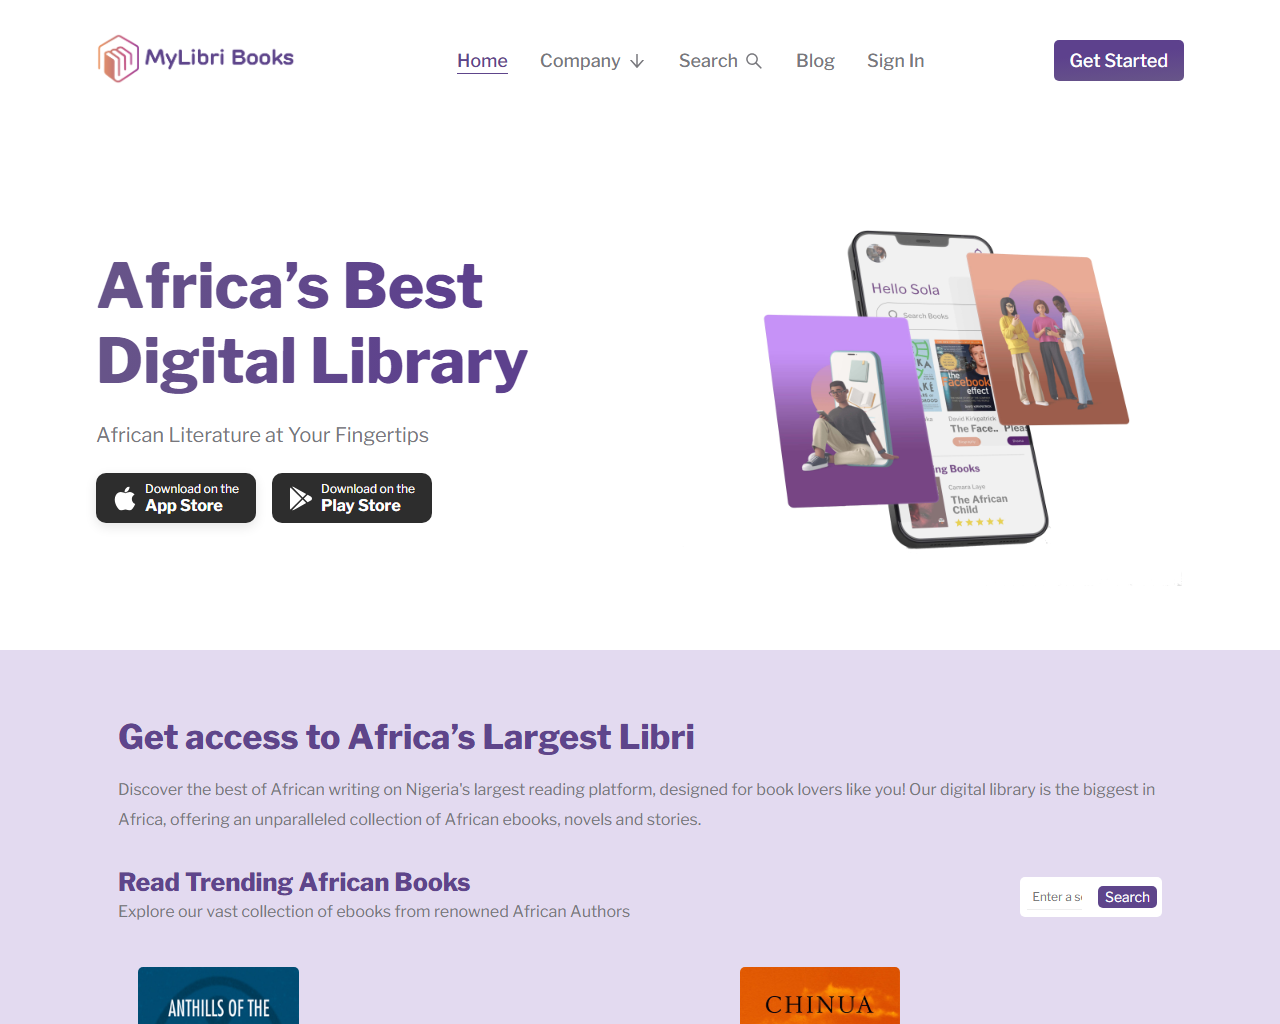 MyLibri Books
Home Company Search Blog Sign In
Get Started
Africa’s Best
Digital Library
African Literature at Your Fingertips
Download on the
App Store
Download on the
Play Store
Hello Sola
Search Books
the
facebook
effect
David Kirkpatrick
The Face.. Pleas
ng Books
Camara Laye
The African
Child
Get access to Africa’s Largest Libri
Discover the best of African writing on Nigeria's largest reading platform, designed for book lovers like you! Our digital library is the biggest in
Africa, offering an unparalleled collection of African ebooks, novels and stories.
Read Trending African Books
Explore our vast collection of ebooks from renowned African Authors
Enter a se
Search
ANTHILLS OF THE
CHINUA